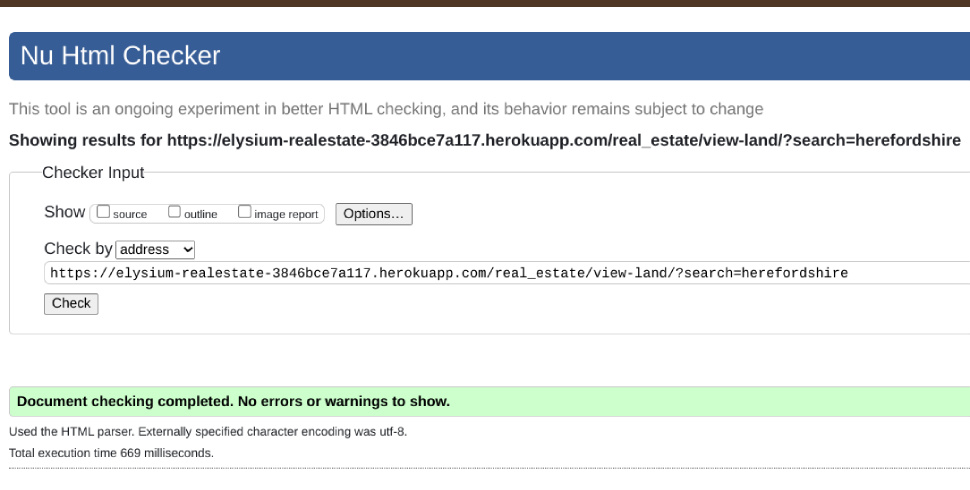 Nu Html Checker
This tool is an ongoing experiment in better HTML checking, and its behavior remains subject to change
Showing results for https://elysium-realestate-3846bce7a117.herokuapp.com/real_estate/view-land/?search=herefordshire
Checker Input
Show source outline image report Options...
Check by address
https://elysium-realestate-3846bce7a117.herokuapp.com/real_estate/view-land/?search=herefordshire
Check
Document checking completed. No errors or warnings to show.
Used the HTML parser. Externally specified character encoding was utf-8.
Total execution time 669 milliseconds.